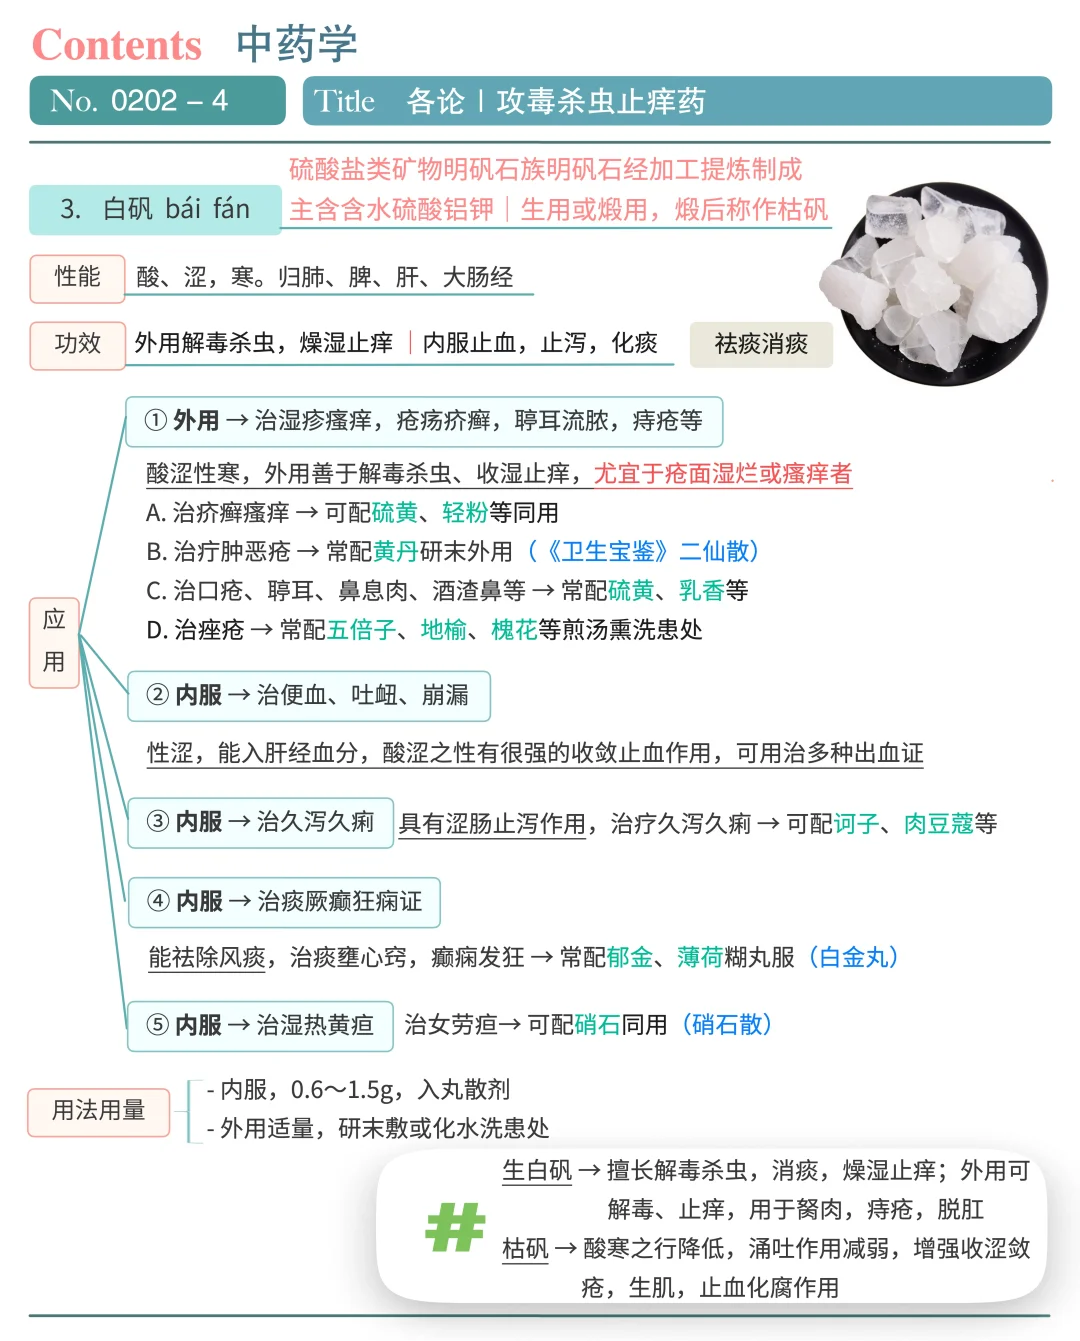 Contents 中药学
No. 0202 – 4
Title 各论丨攻毒杀虫止痒药
硫酸盐类矿物明矾石族明矾石经加工提炼制成
3. 白矾 bái fán
主含含水硫酸铝钾｜生用或煅用，煅后称作枯矾
性能 酸、涩，寒。归肺、脾、肝、大肠经
功效 外用解毒杀虫，燥湿止痒｜内服止血，止泻，化痰 祛痰消痰
① 外用 → 治湿疹瘙痒，疮疡疥癣，聤耳流脓，痔疮等
酸涩性寒，外用善于解毒杀虫、收湿止痒，尤宜于疮面湿烂或瘙痒者
A. 治疥癣瘙痒 → 可配硫黄、轻粉等同用
B. 治疔肿恶疮 → 常配黄丹研末外用（《卫生宝鉴》二仙散）
C. 治口疮、聤耳、鼻息肉、酒渣鼻等 → 常配硫黄、乳香等
D. 治痤疮 → 常配五倍子、地榆、槐花等煎汤熏洗患处
应
用
② 内服 → 治便血、吐衄、崩漏
性涩，能入肝经血分，酸涩之性有很强的收敛止血作用，可用治多种出血证
③ 内服 → 治久泻久痢 具有涩肠止泻作用，治疗久泻久痢 → 可配诃子、肉豆蔻等
④ 内服 → 治痰厥癫狂痫证
能祛除风痰，治痰壅心窍，癫痫发狂 → 常配郁金、薄荷糊丸服（白金丸）
⑤ 内服 → 治湿热黄疸 治女劳疸→ 可配硝石同用（硝石散）
用法用量
- 内服，0.6～1.5g，入丸散剂
- 外用适量，研末敷或化水洗患处
#
生白矾 → 擅长解毒杀虫，消痰，燥湿止痒；外用可
解毒、止痒，用于胬肉，痔疮，脱肛
枯矾 → 酸寒之行降低，涌吐作用减弱，增强收涩敛
疮，生肌，止血化腐作用